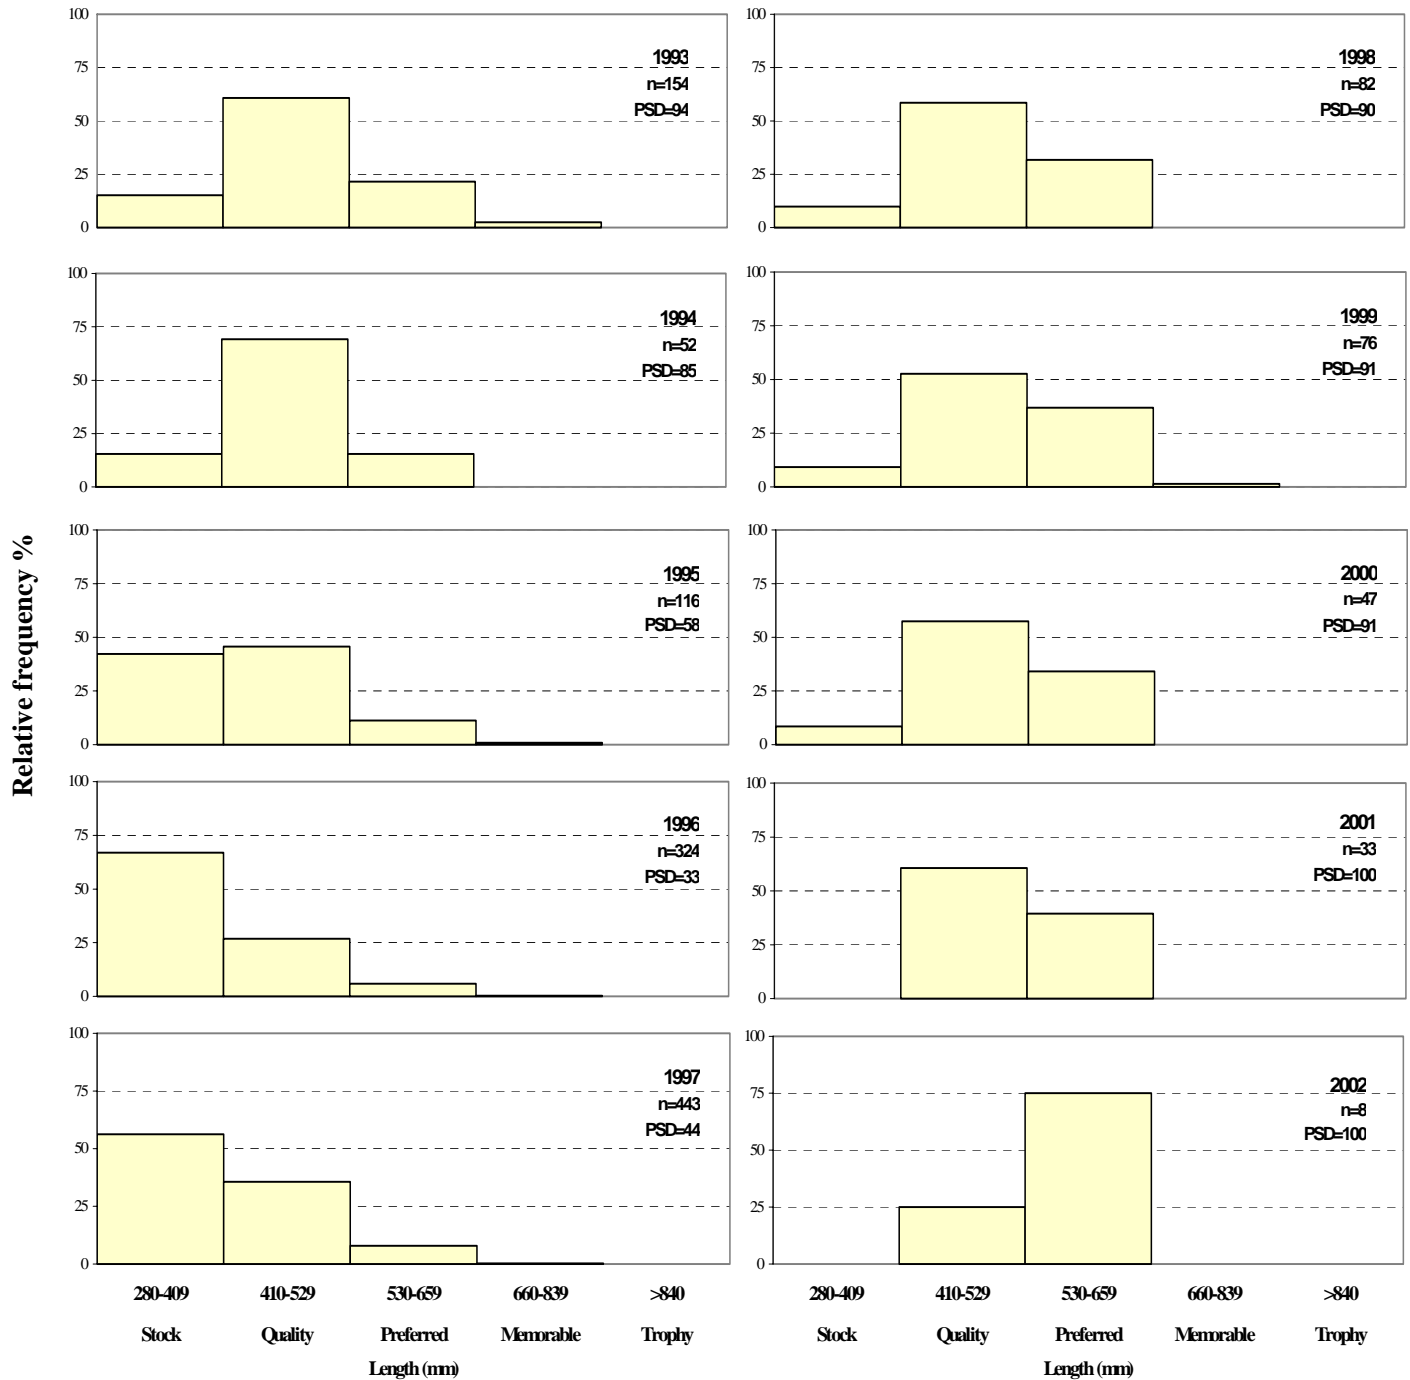 Relative frequency %
100
75
50
25
0
1993
n=154
PSD=94
100
75
50
25
0
1994
n=52
PSD=85
100
75
50
25
0
1995
n=116
PSD=58
100
75
50
25
0
1996
n=324
PSD=33
100
75
50
25
0
1997
n=443
PSD=44
280-409 410-529 530-659 660-839 >840
Stock Quality Preferred Memorable Trophy
Length (mm)
100
75
50
25
0
1998
n=82
PSD=90
100
75
50
25
0
1999
n=76
PSD=91
100
75
50
25
0
2000
n=47
PSD=91
100
75
50
25
0
2001
n=33
PSD=100
100
75
50
25
0
2002
n=8
PSD=100
280-409 410-529 530-659 660-839 >840
Stock Quality Preferred Memorable Trophy
Length (mm)